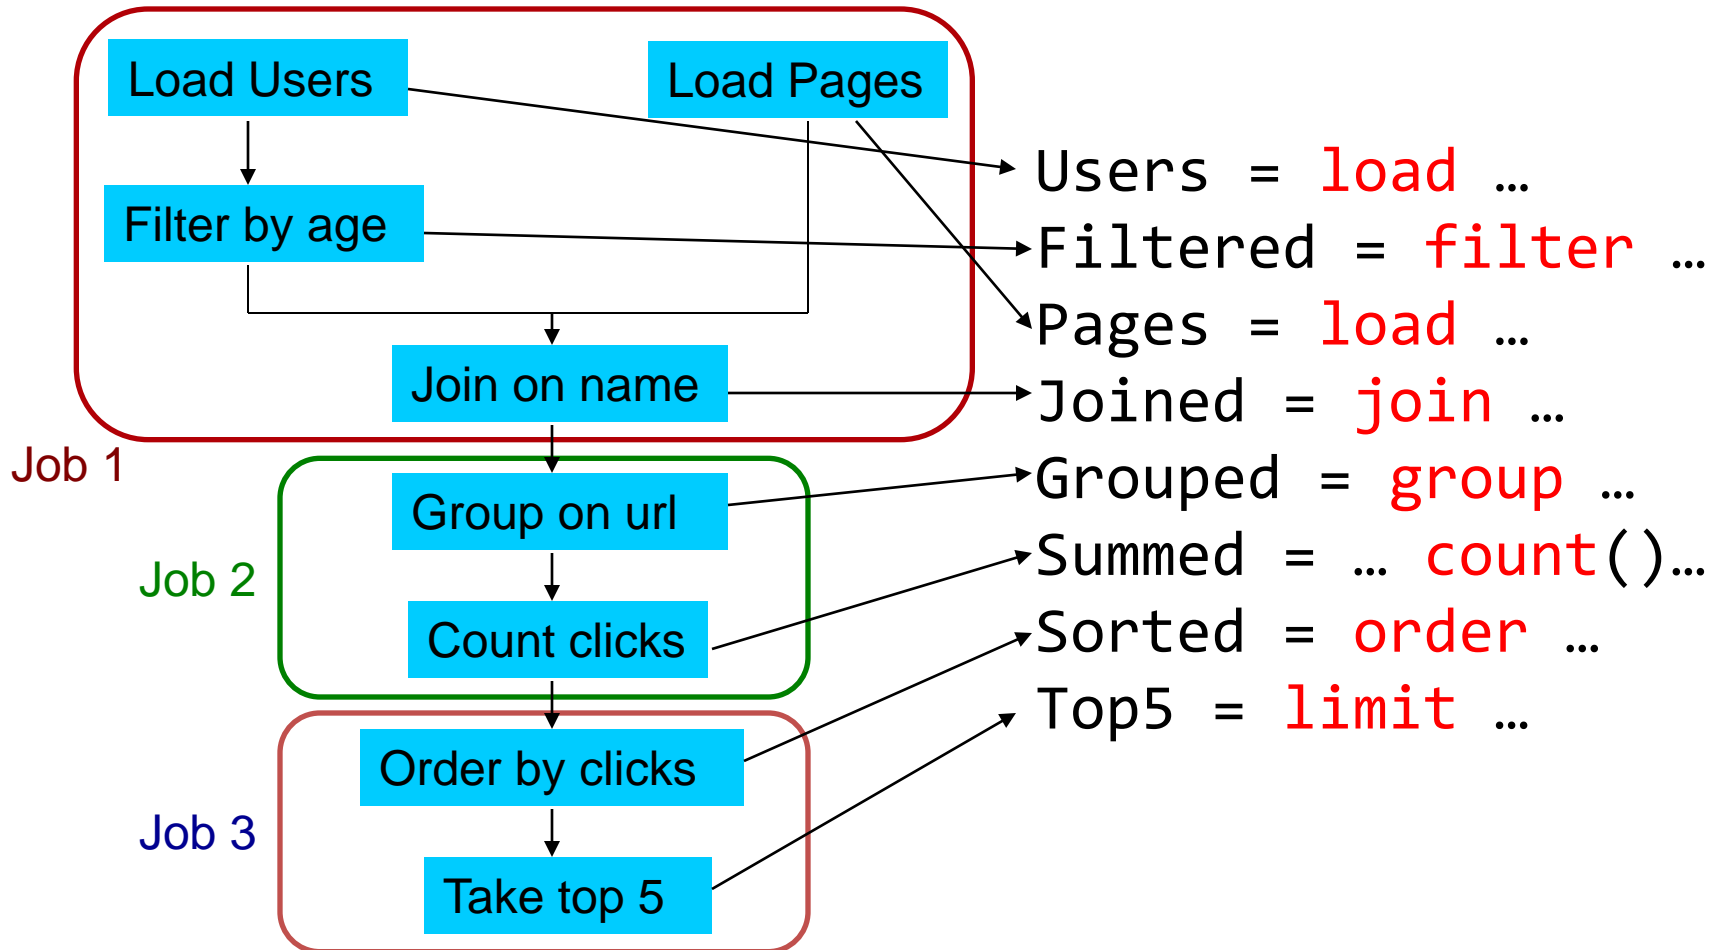 Load Users
Load Pages
Filter by age
Join on name
Job 1
Group on url
Job 2
Count clicks
Order by clicks
Job 3
Take top 5
Users = load …
Filtered = filter …
Pages = load …
Joined = join …
Grouped = group …
Summed = … count()…
Sorted = order …
Top5 = limit …